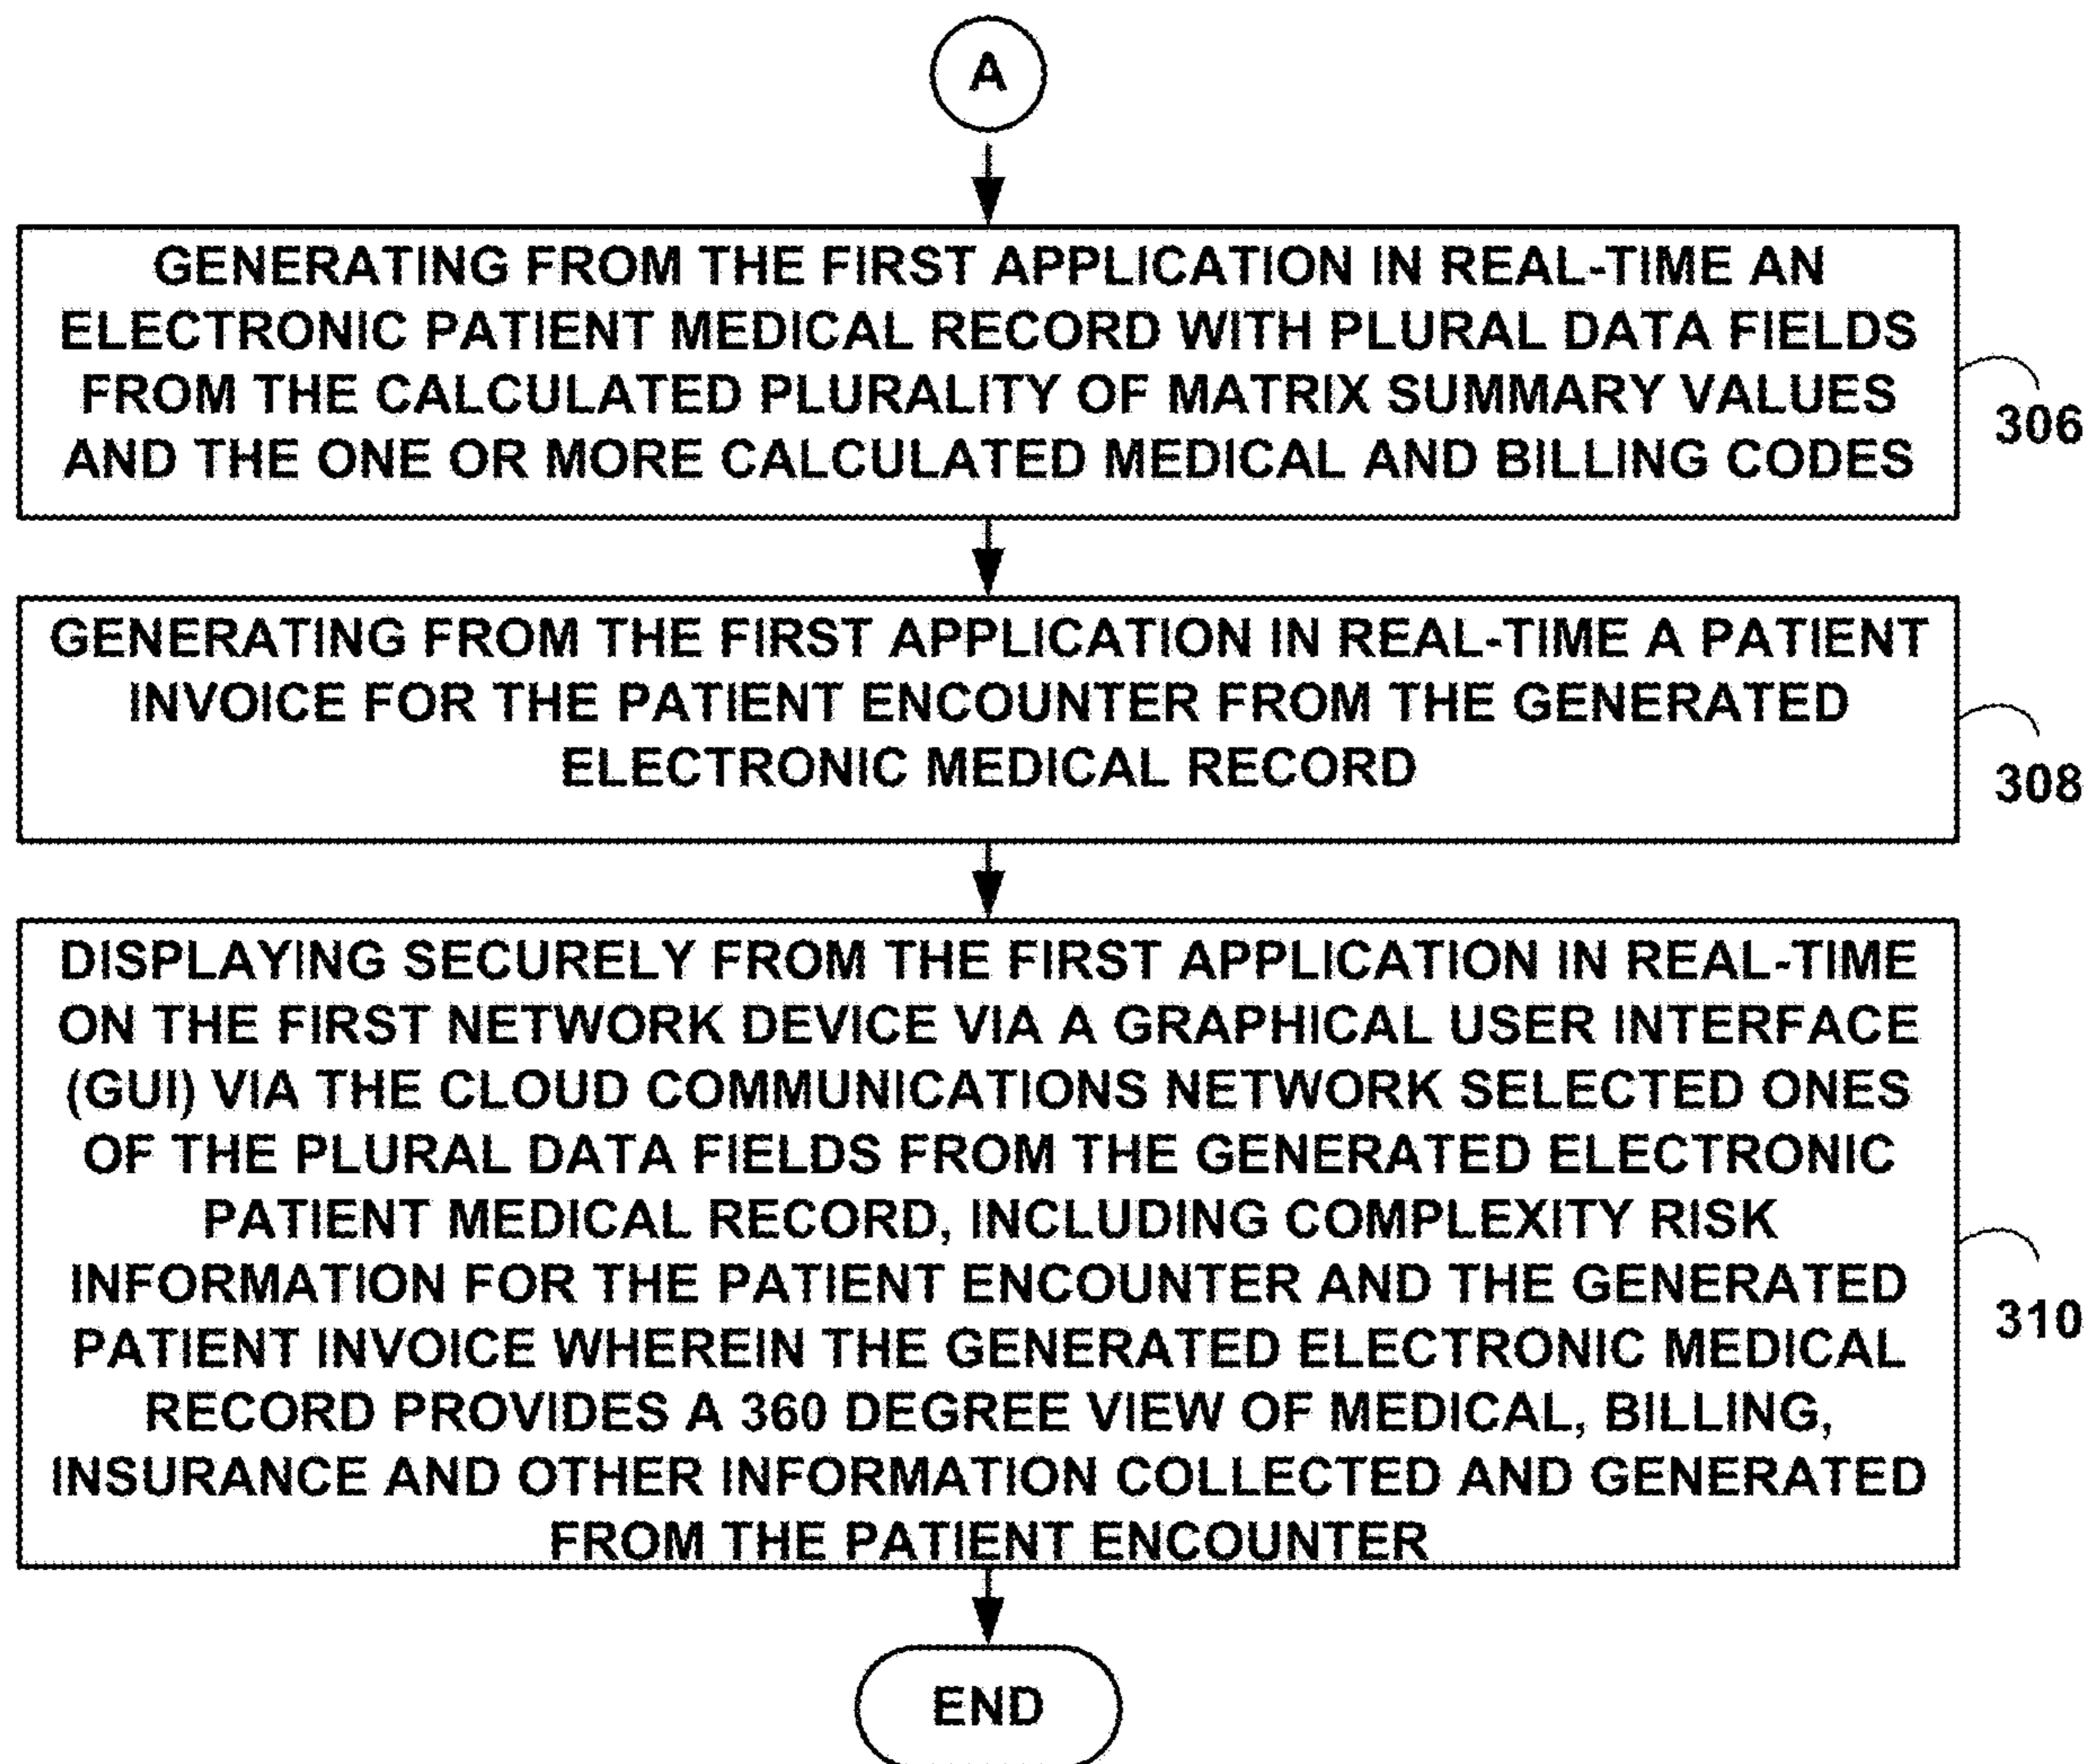 A
GENERATING FROM THE FIRST APPLICATION IN REAL-TIME AN
ELECTRONIC PATIENT MEDICAL RECORD WITH PLURAL DATA FIELDS
FROM THE CALCULATED PLURALITY OF MATRIX SUMMARY VALUES
AND THE ONE OR MORE CALCULATED MEDICAL AND BILLING CODES
306
GENERATING FROM THE FIRST APPLICATION IN REAL-TIME A PATIENT
INVOICE FOR THE PATIENT ENCOUNTER FROM THE GENERATED
ELECTRONIC MEDICAL RECORD
308
DISPLAYING SECURELY FROM THE FIRST APPLICATION IN REAL-TIME
ON THE FIRST NETWORK DEVICE VIA A GRAPHICAL USER INTERFACE
(GUI) VIA THE CLOUD COMMUNICATIONS NETWORK SELECTED ONES
OF THE PLURAL DATA FIELDS FROM THE GENERATED ELECTRONIC
PATIENT MEDICAL RECORD, INCLUDING COMPLEXITY RISK
INFORMATION FOR THE PATIENT ENCOUNTER AND THE GENERATED
PATIENT INVOICE WHEREIN THE GENERATED ELECTRONIC MEDICAL
RECORD PROVIDES A 360 DEGREE VIEW OF MEDICAL, BILLING,
INSURANCE AND OTHER INFORMATION COLLECTED AND GENERATED
FROM THE PATIENT ENCOUNTER
310
END